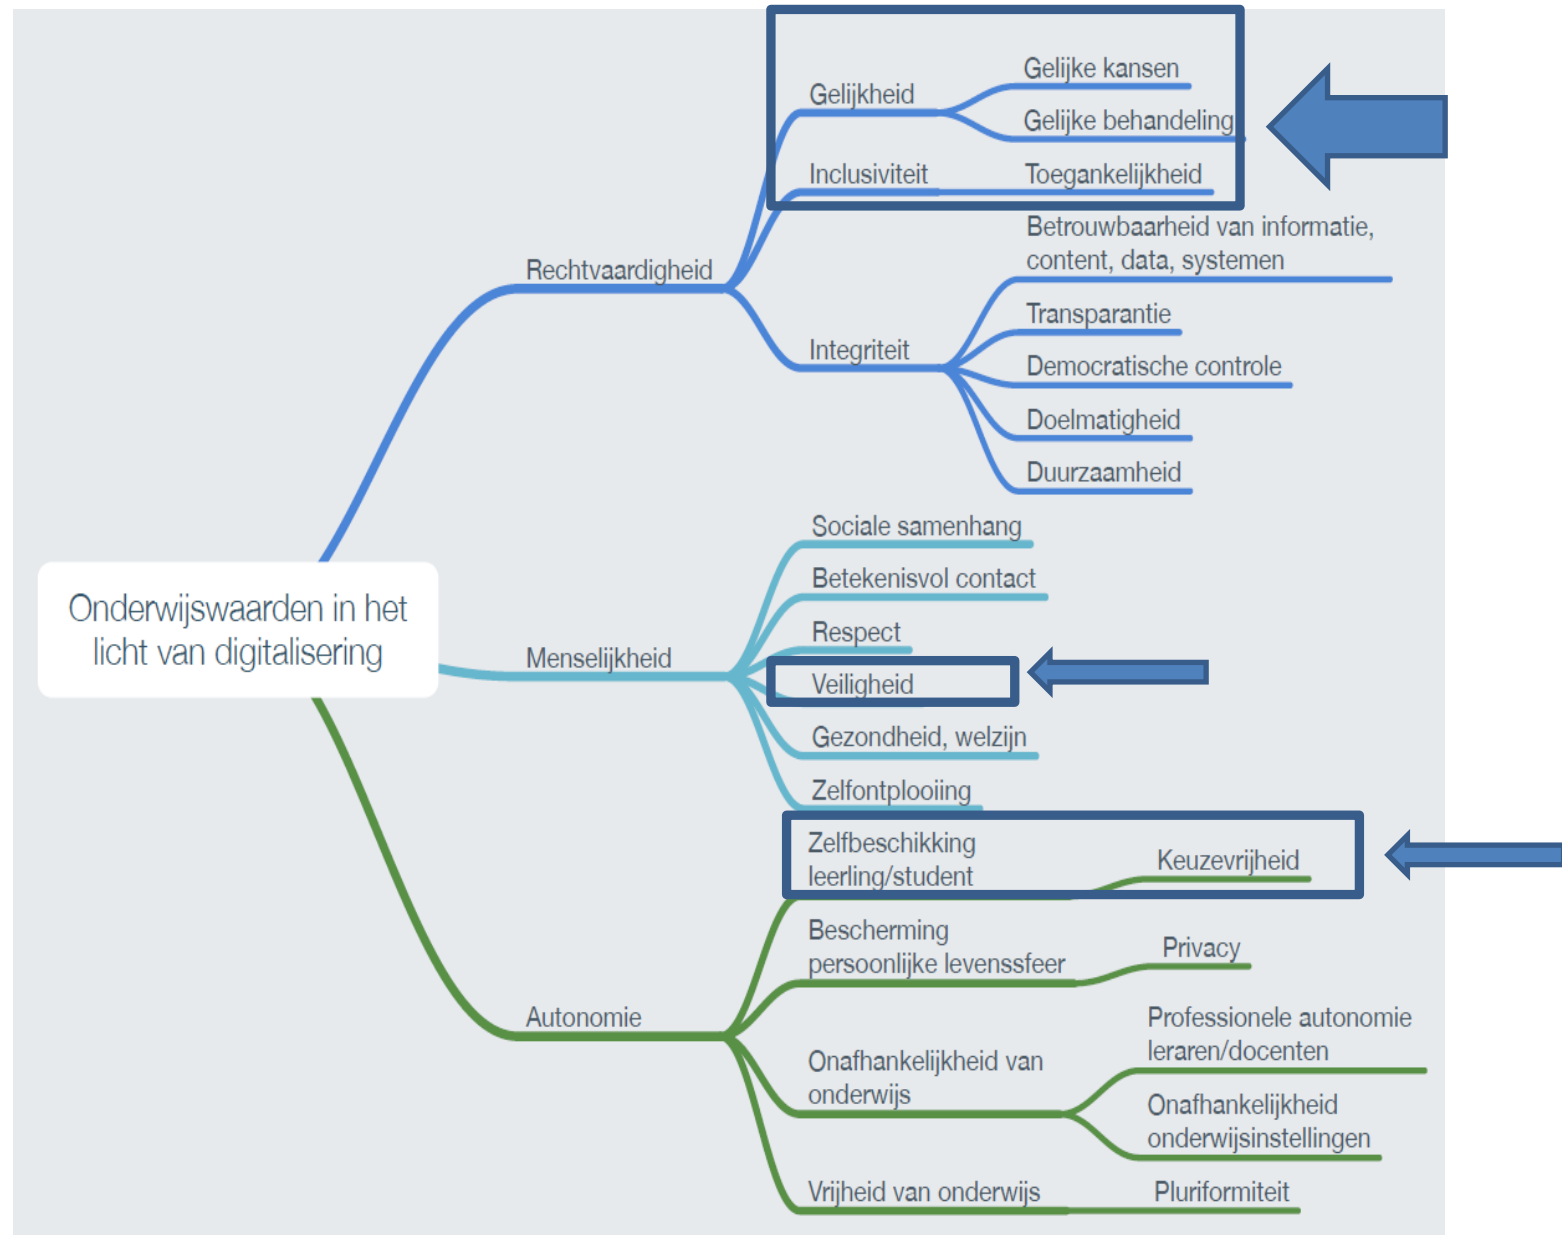 Onderwijswaarden in het
licht van digitalisering
Rechtvaardigheid
Gelijkheid
Gelijke kansen
Gelijke behandeling
Inclusiviteit
Toegankelijkheid
Integriteit
Betrouwbaarheid van informatie,
content, data, systemen
Transparantie
Democratische controle
Doelmatigheid
Duurzaamheid
Menselijkheid
Sociale samenhang
Betekenisvol contact
Respect
Veiligheid
Gezondheid, welzijn
Zelfontplooiing
Autonomie
Zelfbeschikking
leerling/student
Keuzevrijheid
Bescherming
persoonlijke levenssfeer
Privacy
Onafhankelijkheid van
onderwijs
Professionele autonomie
leraren/docenten
Onafhankelijkheid
onderwijsinstellingen
Vrijheid van onderwijs
Pluriformiteit